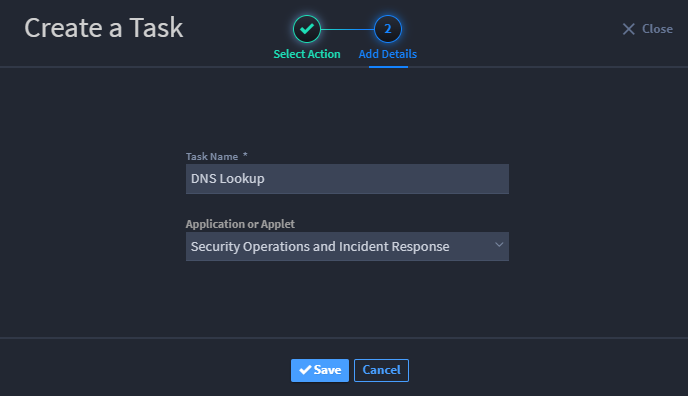 Create a Task
2
Close
Select Action
Add Details
Task Name *
DNS Lookup
Application or Applet
Security Operations and Incident Response
Save
Cancel